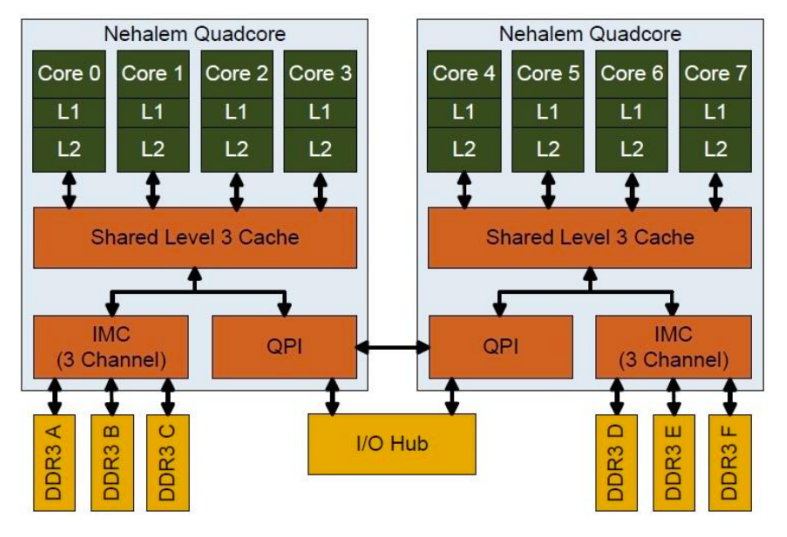 Nehalem Quadcore
Core 0
L1
L2
Core 1
L1
L2
Core 2
L1
L2
Core 3
L1
L2
Shared Level 3 Cache
IMC
(3 Channel)
QPI
DDR3 A
DDR3 B
DDR3 C
I/O Hub
Nehalem Quadcore
Core 4
L1
L2
Core 5
L1
L2
Core 6
L1
L2
Core 7
L1
L2
Shared Level 3 Cache
QPI
IMC
(3 Channel)
DDR3 D
DDR3 E
DDR3 F